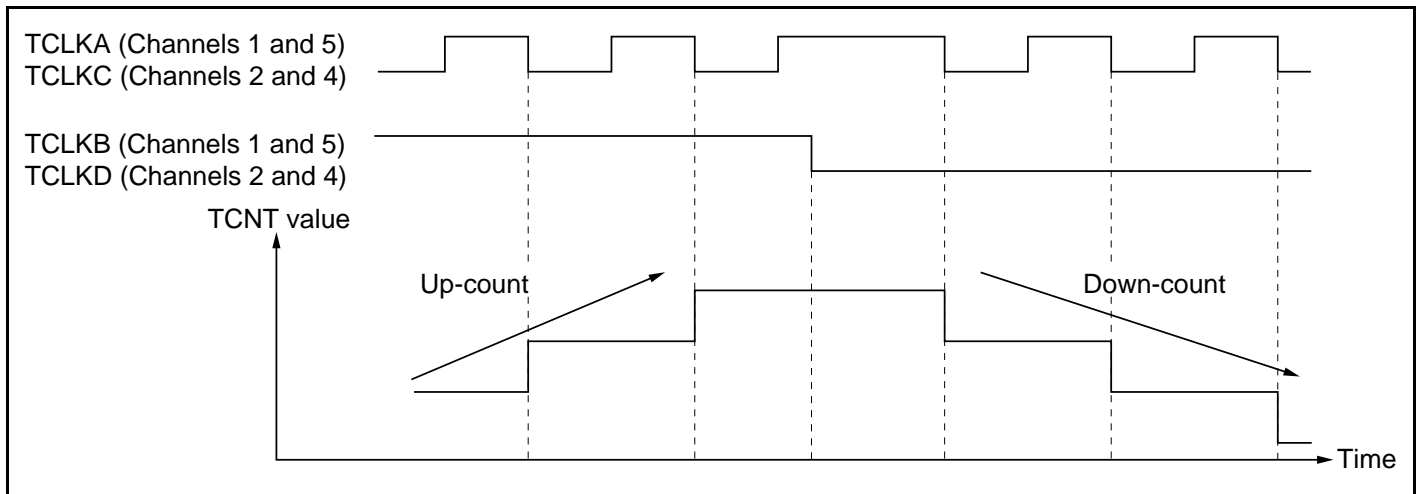 TCLKA (Channels 1 and 5)
TCLKC (Channels 2 and 4)
TCLKB (Channels 1 and 5)
TCLKD (Channels 2 and 4)
TCNT value
Up-count
Down-count
Time